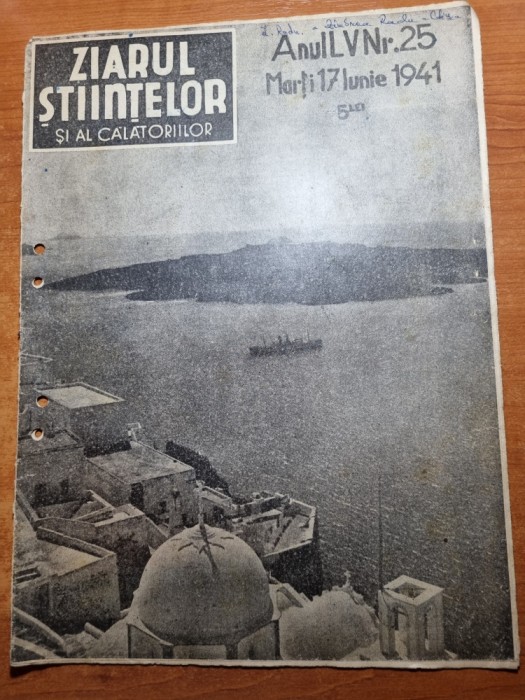 ZIARUL
ȘTIINȚELOR
ȘI AL CĂLĂTORIILOR
Anul LV Nr. 25
Marți 17 Iunie 1941
5 LEI